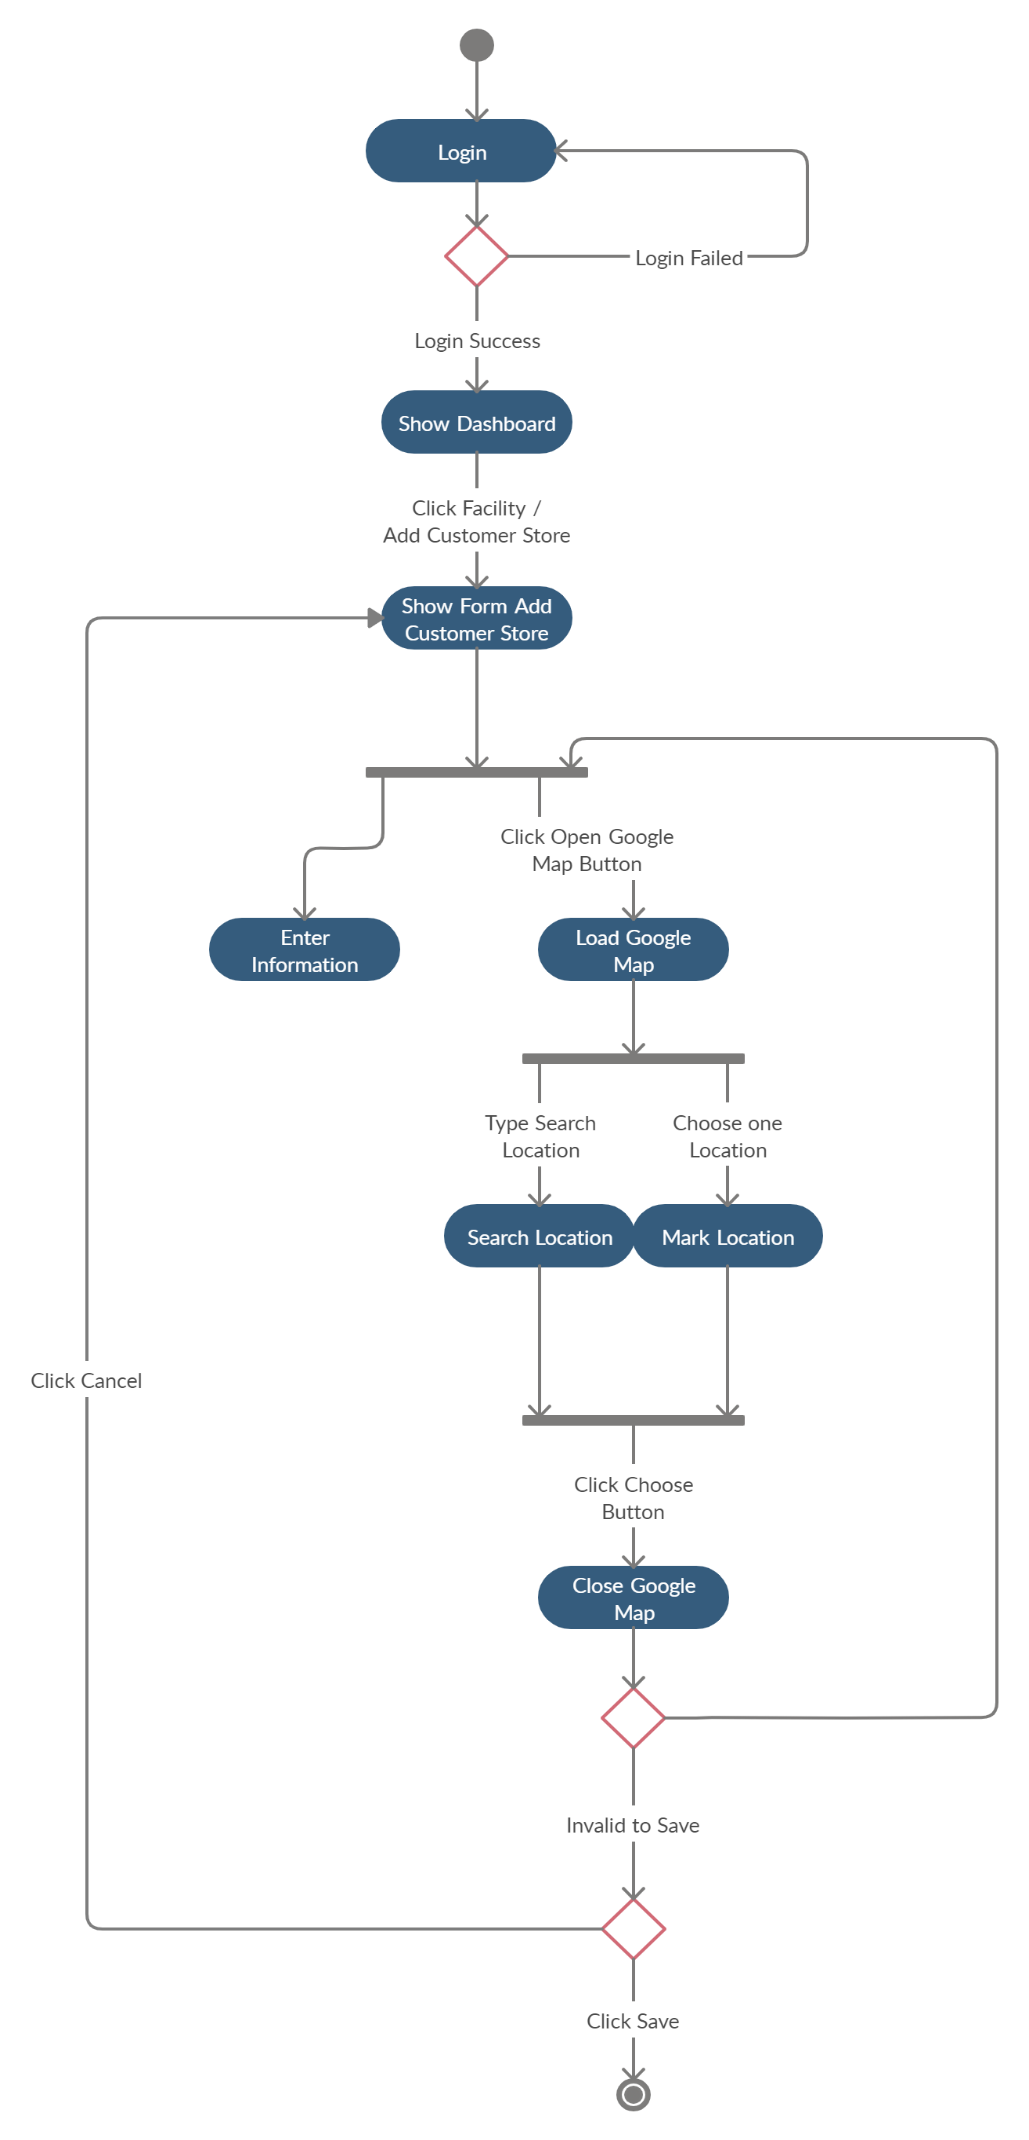 Login
Login Failed
Login Success
Show Dashboard
Click Facility /
Add Customer Store
Show Form Add
Customer Store
Click Open Google
Map Button
Enter
Information
Load Google
Map
Type Search
Location
Choose one
Location
Search Location
Mark Location
Click Cancel
Click Choose
Button
Close Google
Map
Invalid to Save
Click Save